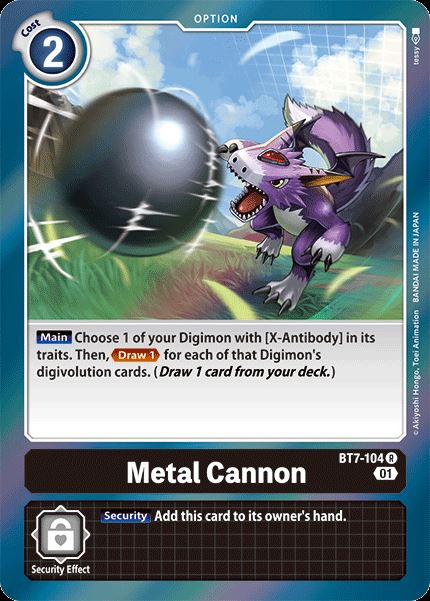 OPTION
Cost
2
tessy
© Akiyoshi Hongo, Toei Animation BANDAI MADE IN JAPAN
Main Choose 1 of your Digimon with [X-Antibody] in its
traits. Then, Draw 1 for each of that Digimon's
digivolution cards. (Draw 1 card from your deck.)
BT7-104 R
Metal Cannon
01
Security Add this card to its owner's hand.
Security Effect